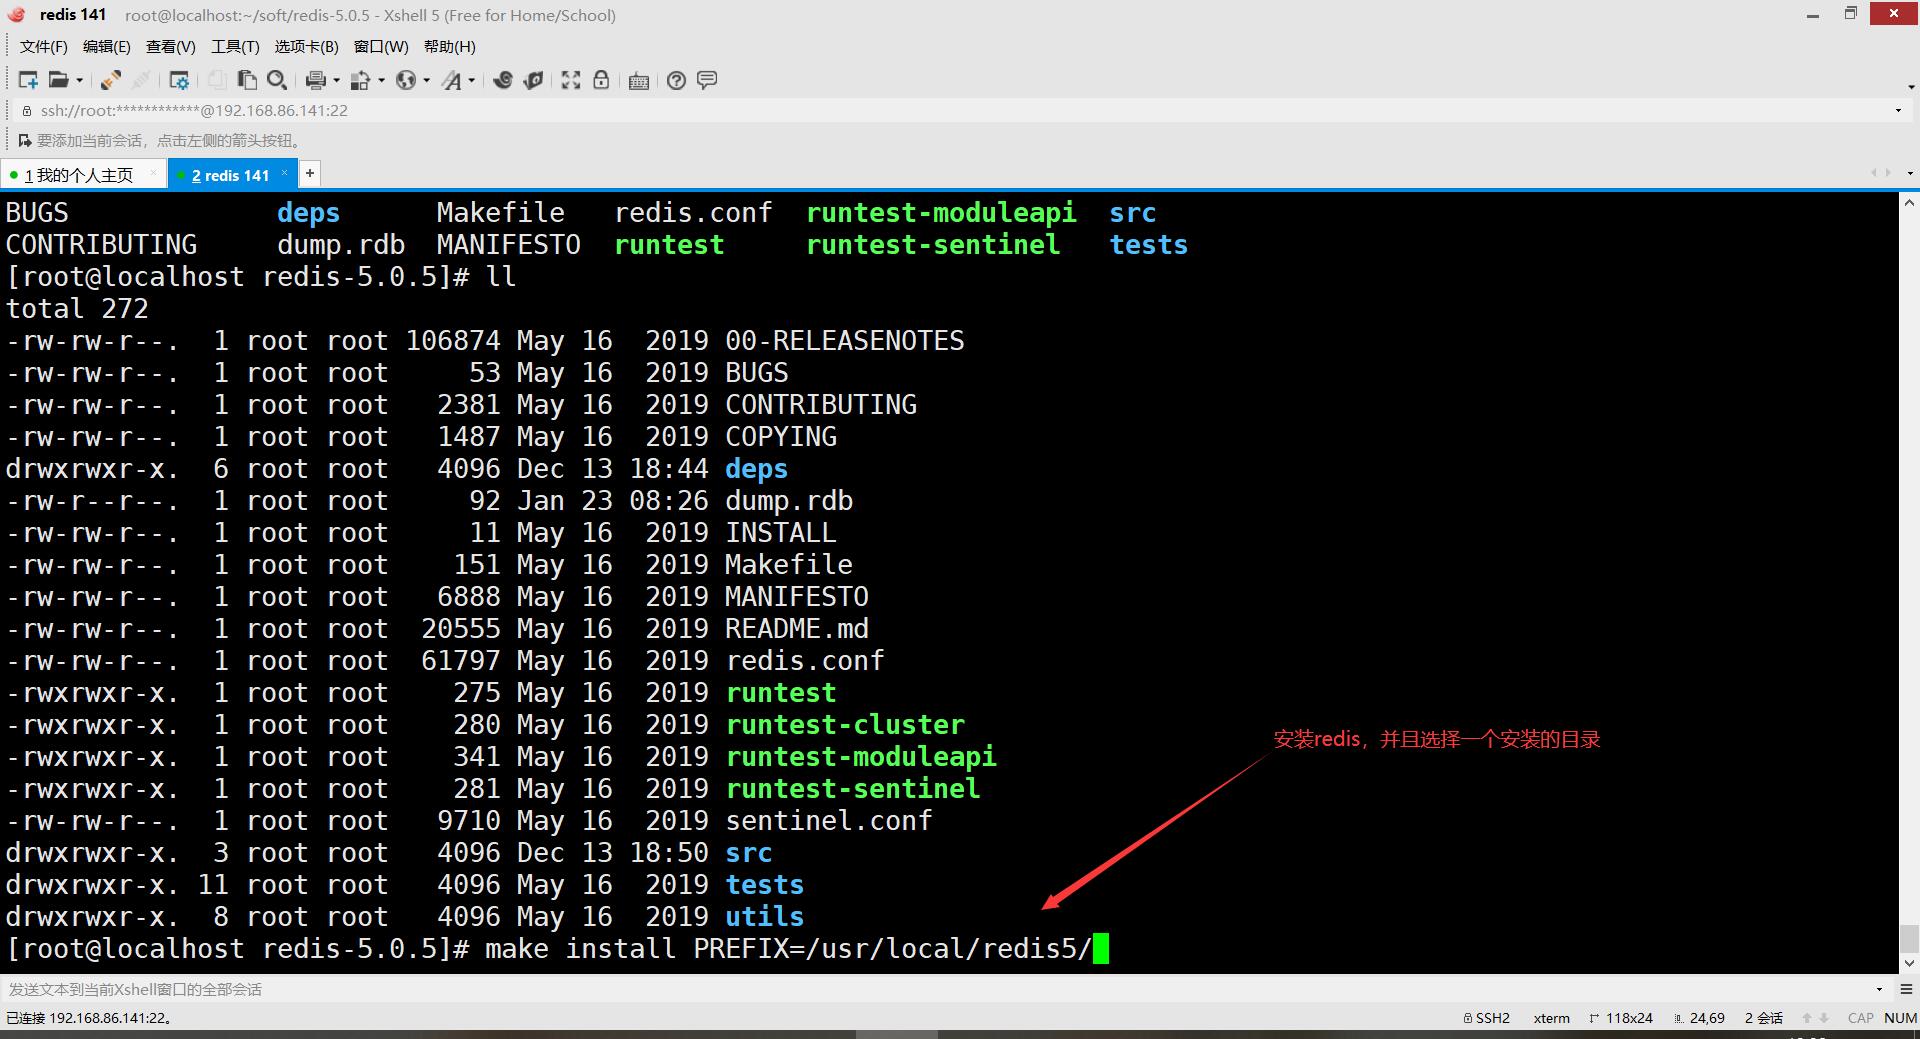 redis 141 root@localhost:~/soft/redis-5.0.5 - Xshell 5 (Free for Home/School)
文件(F) 编辑(E) 查看(V) 工具(T) 选项卡(B) 窗口(W) 帮助(H)
ssh://root:************@192.168.86.141:22
要添加当前会话，点击左侧的箭头按钮。
1 我的个人主页 × 2 redis 141 × +
BUGS deps Makefile redis.conf runtest-moduleapi src
CONTRIBUTING dump.rdb MANIFESTO runtest runtest-sentinel tests
[root@localhost redis-5.0.5]# ll
total 272
-rw-rw-r--. 1 root root 106874 May 16 2019 00-RELEASENOTES
-rw-rw-r--. 1 root root 53 May 16 2019 BUGS
-rw-rw-r--. 1 root root 2381 May 16 2019 CONTRIBUTING
-rw-rw-r--. 1 root root 1487 May 16 2019 COPYING
drwxrwxr-x. 6 root root 4096 Dec 13 18:44 deps
-rw-r--r--. 1 root root 92 Jan 23 08:26 dump.rdb
-rw-rw-r--. 1 root root 11 May 16 2019 INSTALL
-rw-rw-r--. 1 root root 151 May 16 2019 Makefile
-rw-rw-r--. 1 root root 6888 May 16 2019 MANIFESTO
-rw-rw-r--. 1 root root 20555 May 16 2019 README.md
-rw-rw-r--. 1 root root 61797 May 16 2019 redis.conf
-rwxrwxr-x. 1 root root 275 May 16 2019 runtest
-rwxrwxr-x. 1 root root 280 May 16 2019 runtest-cluster
-rwxrwxr-x. 1 root root 341 May 16 2019 runtest-moduleapi
-rwxrwxr-x. 1 root root 281 May 16 2019 runtest-sentinel
-rw-rw-r--. 1 root root 9710 May 16 2019 sentinel.conf
drwxrwxr-x. 3 root root 4096 Dec 13 18:50 src
drwxrwxr-x. 11 root root 4096 May 16 2019 tests
drwxrwxr-x. 8 root root 4096 May 16 2019 utils
[root@localhost redis-5.0.5]# make install PREFIX=/usr/local/redis5/
安装redis，并且选择一个安装的目录
发送文本到当前Xshell窗口的全部会话
已连接 192.168.86.141:22。 SSH2 xterm 118x24 24,69 2 会话 CAP NUM